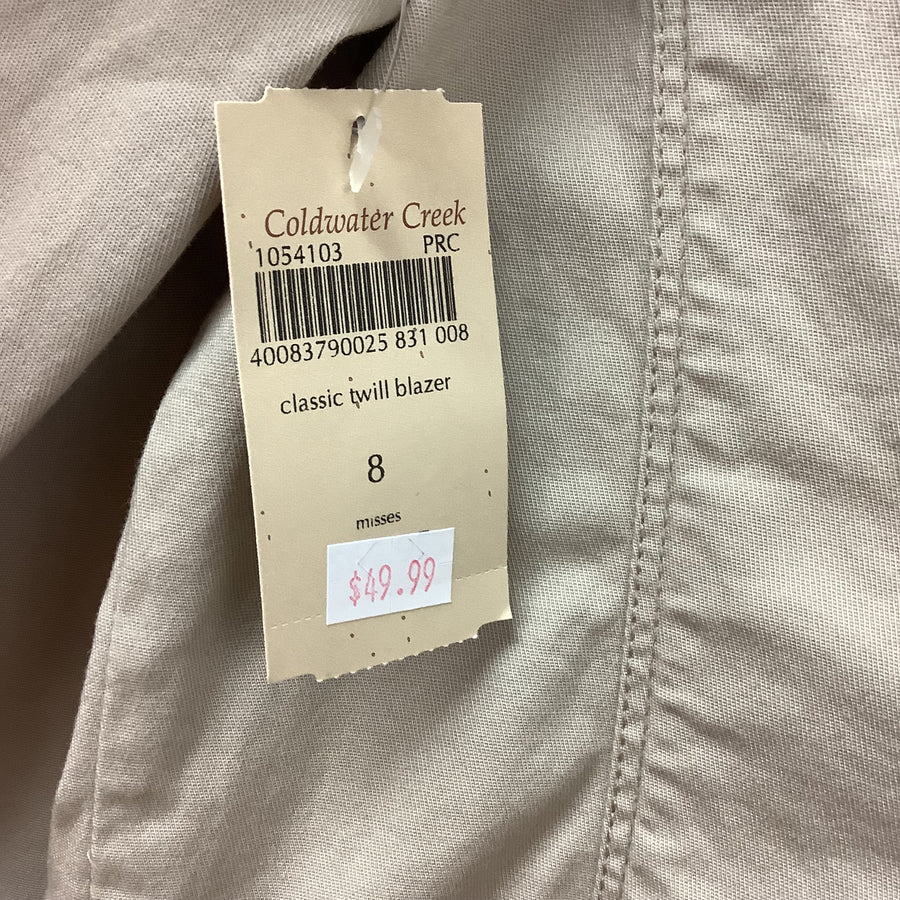 Coldwater Creek
1054103 PRC
40083790025 831 008
classic twill blazer
8
misses
$49.99